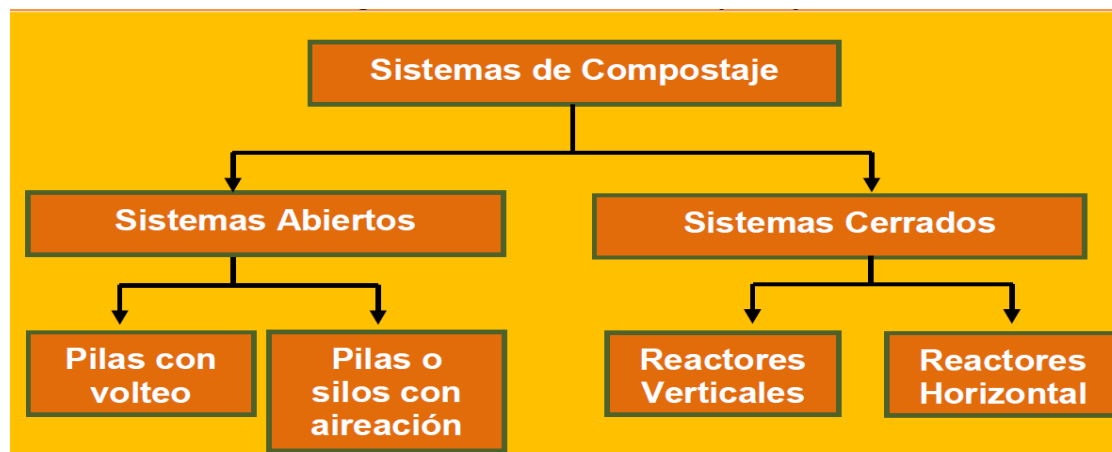 Sistemas de Compostaje
Sistemas Abiertos
Sistemas Cerrados
Pilas con
volteo
Pilas o
silos con
aireación
Reactores
Verticales
Reactores
Horizontal